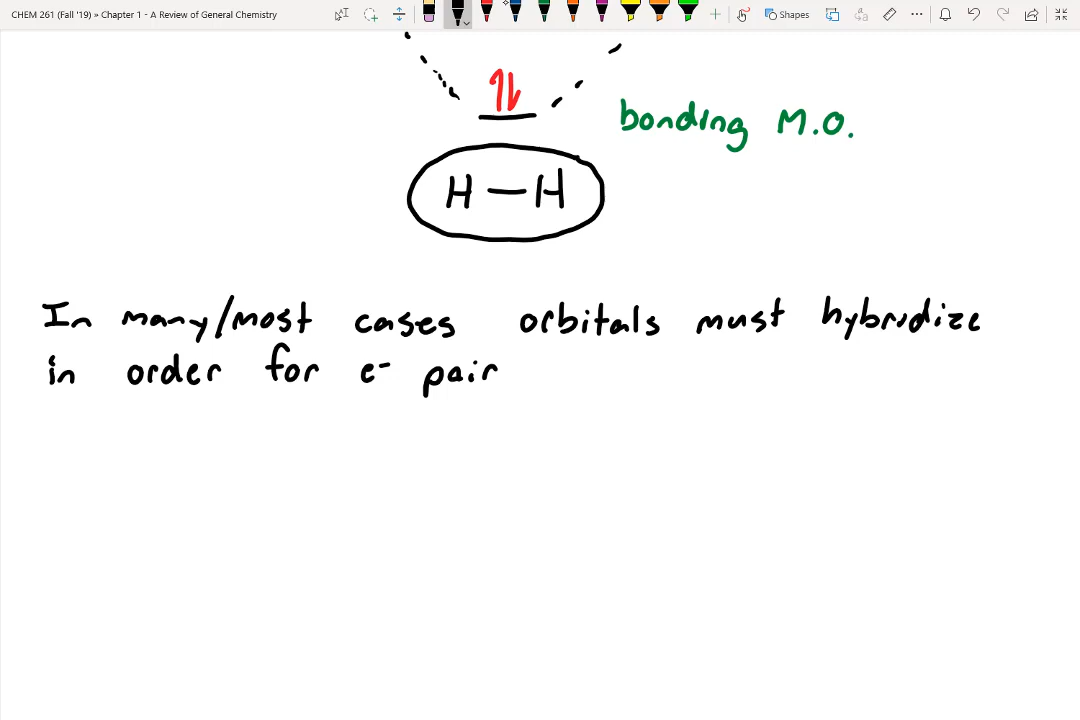 CHEM 261 (Fall '19) » Chapter 1 - A Review of General Chemistry
Shapes
bonding M.O.
H — H
In many/most cases orbitals must hybridize
in order for e⁻ pair